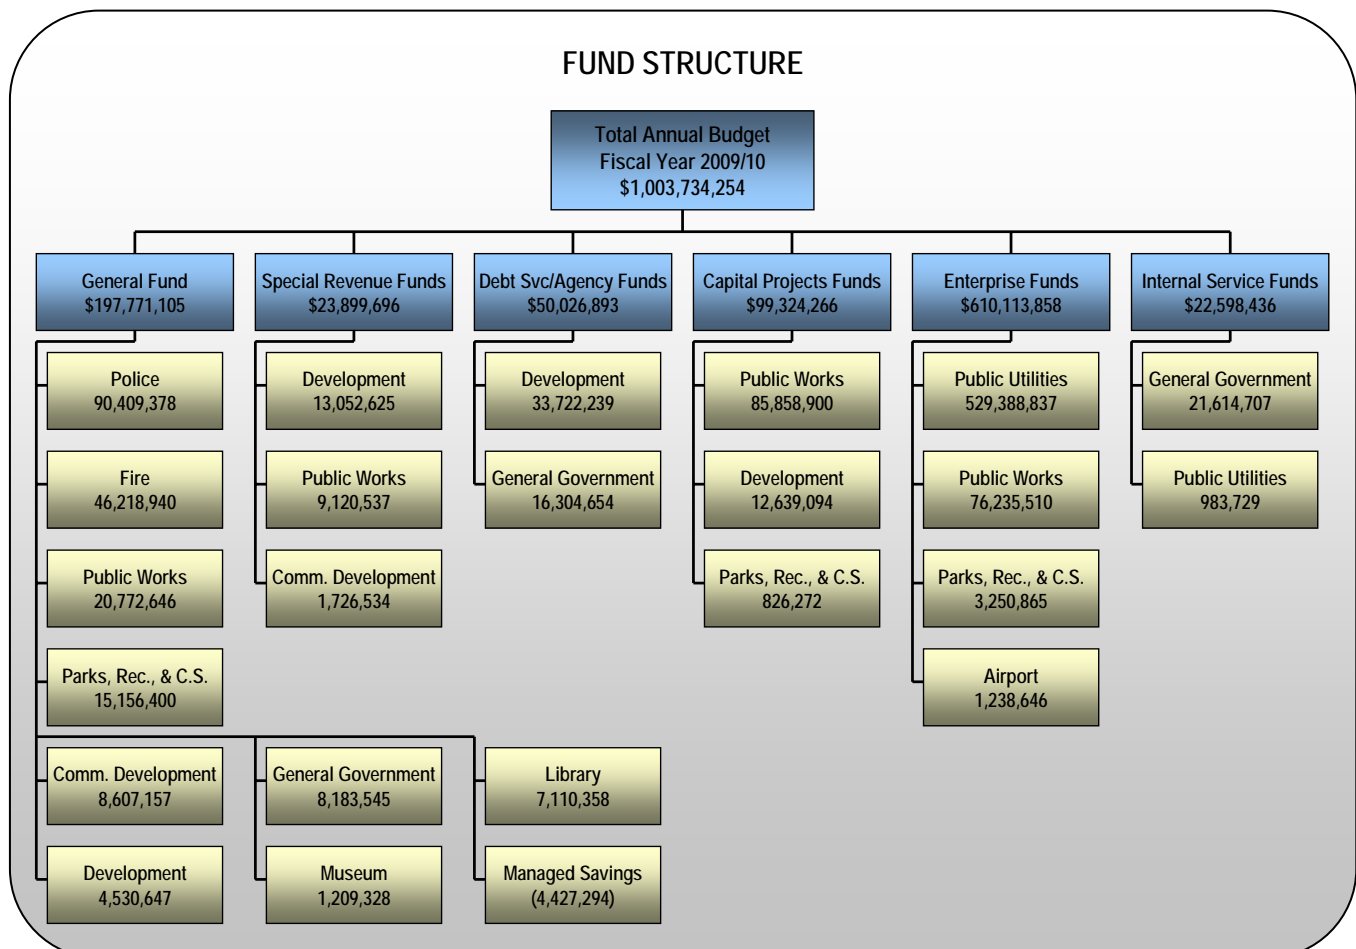 FUND STRUCTURE
Total Annual Budget
Fiscal Year 2009/10
$1,003,734,254
General Fund
$197,771,105
Special Revenue Funds
$23,899,696
Debt Svc/Agency Funds
$50,026,893
Capital Projects Funds
$99,324,266
Enterprise Funds
$610,113,858
Internal Service Funds
$22,598,436
Police
90,409,378
Development
13,052,625
Development
33,722,239
Public Works
85,858,900
Public Utilities
529,388,837
General Government
21,614,707
Fire
46,218,940
Public Works
9,120,537
General Government
16,304,654
Development
12,639,094
Public Works
76,235,510
Public Utilities
983,729
Public Works
20,772,646
Comm. Development
1,726,534
Parks, Rec., & C.S.
826,272
Parks, Rec., & C.S.
3,250,865
Parks, Rec., & C.S.
15,156,400
Airport
1,238,646
Comm. Development
8,607,157
General Government
8,183,545
Library
7,110,358
Development
4,530,647
Museum
1,209,328
Managed Savings
(4,427,294)